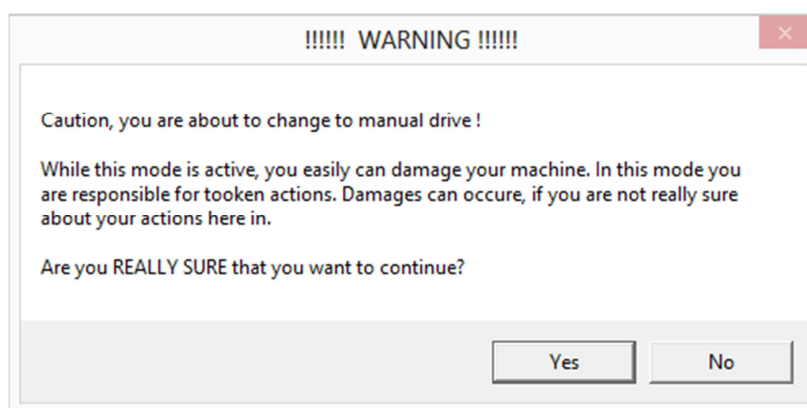 !!!!!! WARNING !!!!!!
Caution, you are about to change to manual drive !
While this mode is active, you easily can damage your machine. In this mode you
are responsible for tooken actions. Damages can occure, if you are not really sure
about your actions here in.
Are you REALLY SURE that you want to continue?
Yes No